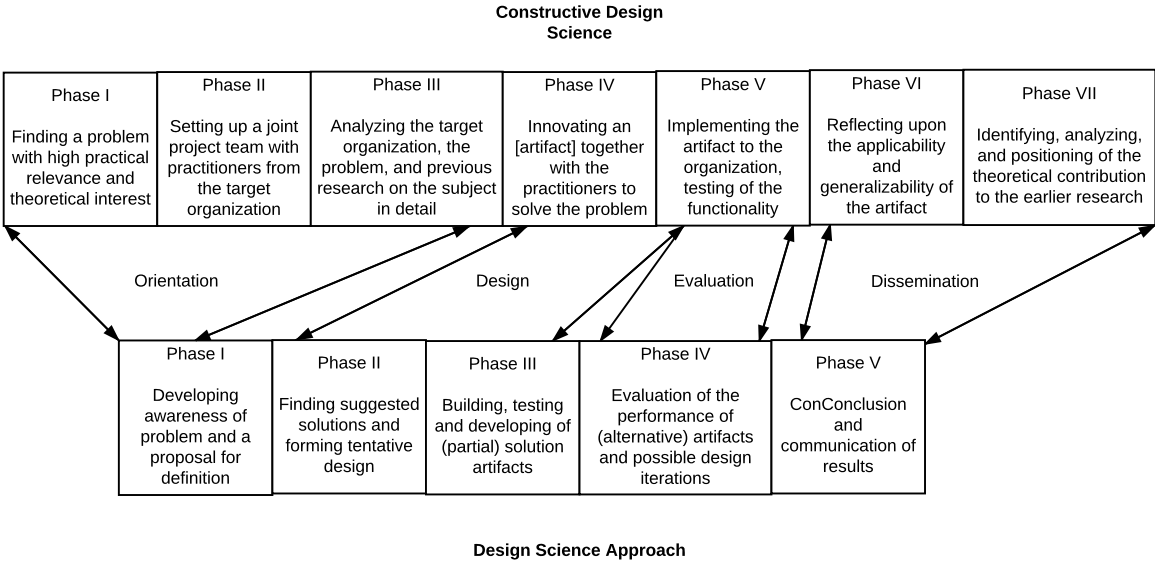 Constructive Design
Science
Phase I
Finding a problem
with high practical
relevance and
theoretical interest
Phase II
Setting up a joint
project team with
practitioners from
the target
organization
Phase III
Analyzing the target
organization, the
problem, and previous
research on the subject
in detail
Phase IV
Innovating an
[artifact] together
with the
practitioners to
solve the problem
Phase V
Implementing the
artifact to the
organization,
testing of the
functionality
Phase VI
Reflecting upon
the applicability
and
generalizability of
the artifact
Phase VII
Identifying, analyzing,
and positioning of the
theoretical contribution
to the earlier research
Orientation
Design
Evaluation
Dissemination
Phase I
Developing
awareness of
problem and a
proposal for
definition
Phase II
Finding suggested
solutions and
forming tentative
design
Phase III
Building, testing
and developing of
(partial) solution
artifacts
Phase IV
Evaluation of the
performance of
(alternative) artifacts
and possible design
iterations
Phase V
ConConclusion
and
communication of
results
Design Science Approach